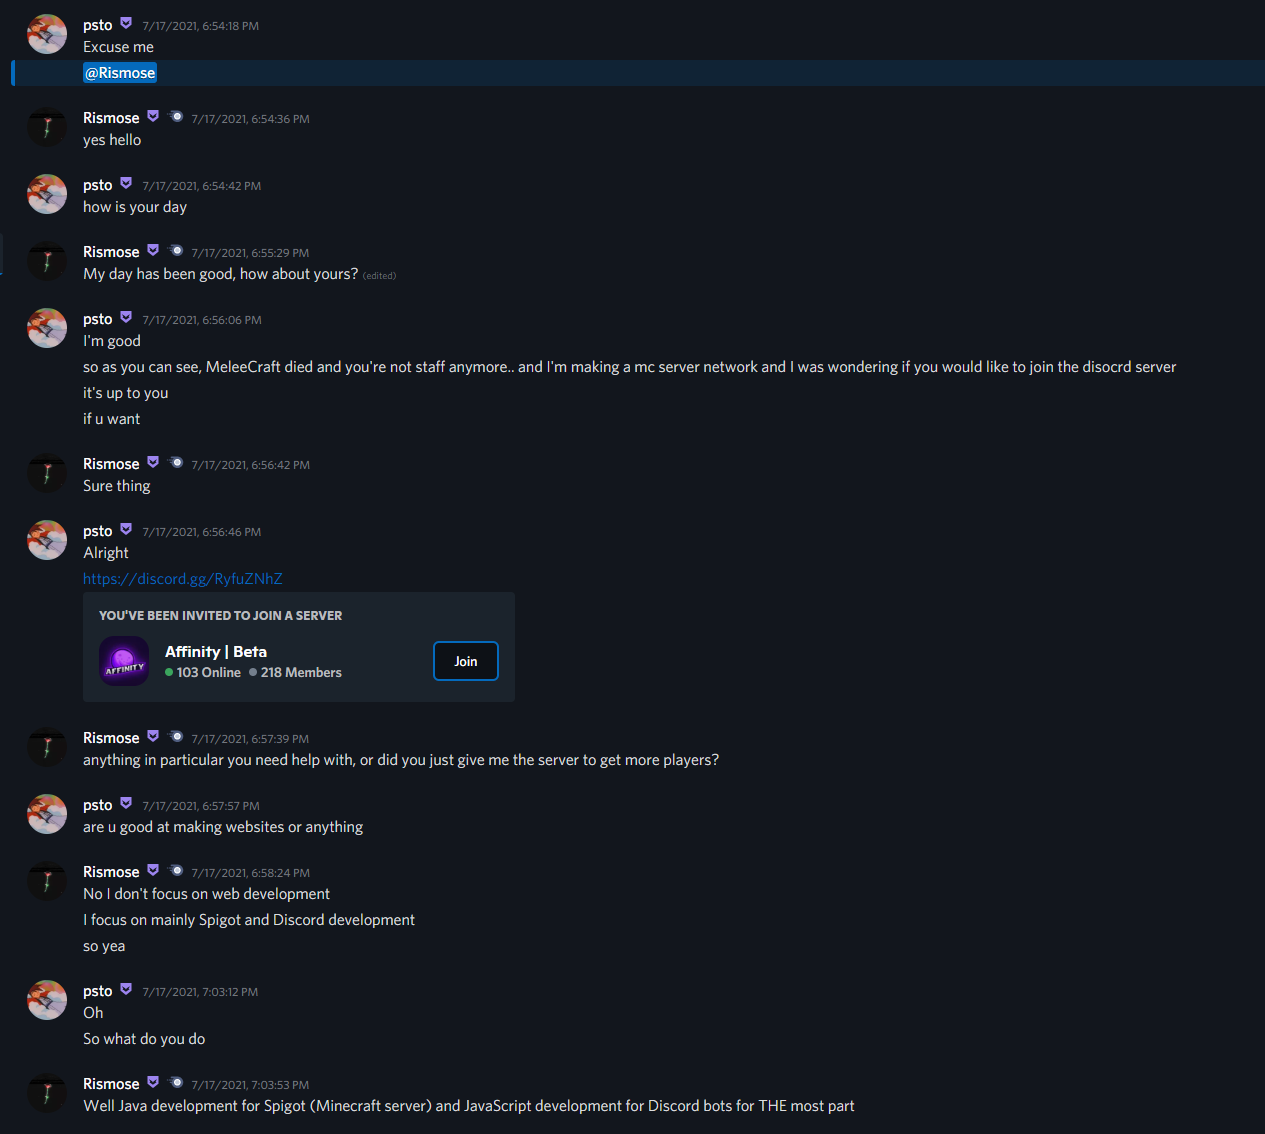 psto 7/17/2021, 6:54:18 PM
Excuse me
@Rismose
Rismose 7/17/2021, 6:54:36 PM
yes hello
psto 7/17/2021, 6:54:42 PM
how is your day
Rismose 7/17/2021, 6:55:29 PM
My day has been good, how about yours? (edited)
psto 7/17/2021, 6:56:06 PM
I'm good
so as you can see, MeleeCraft died and you're not staff anymore.. and I'm making a mc server network and I was wondering if you would like to join the disocrd server
it's up to you
if u want
Rismose 7/17/2021, 6:56:42 PM
Sure thing
psto 7/17/2021, 6:56:46 PM
Alright
https://discord.gg/RyfuZNhZ
YOU'VE BEEN INVITED TO JOIN A SERVER
AFFINITY
Affinity | Beta
103 Online 218 Members
Join
Rismose 7/17/2021, 6:57:39 PM
anything in particular you need help with, or did you just give me the server to get more players?
psto 7/17/2021, 6:57:57 PM
are u good at making websites or anything
Rismose 7/17/2021, 6:58:24 PM
No I don't focus on web development
I focus on mainly Spigot and Discord development
so yea
psto 7/17/2021, 7:03:12 PM
Oh
So what do you do
Rismose 7/17/2021, 7:03:53 PM
Well Java development for Spigot (Minecraft server) and JavaScript development for Discord bots for THE most part